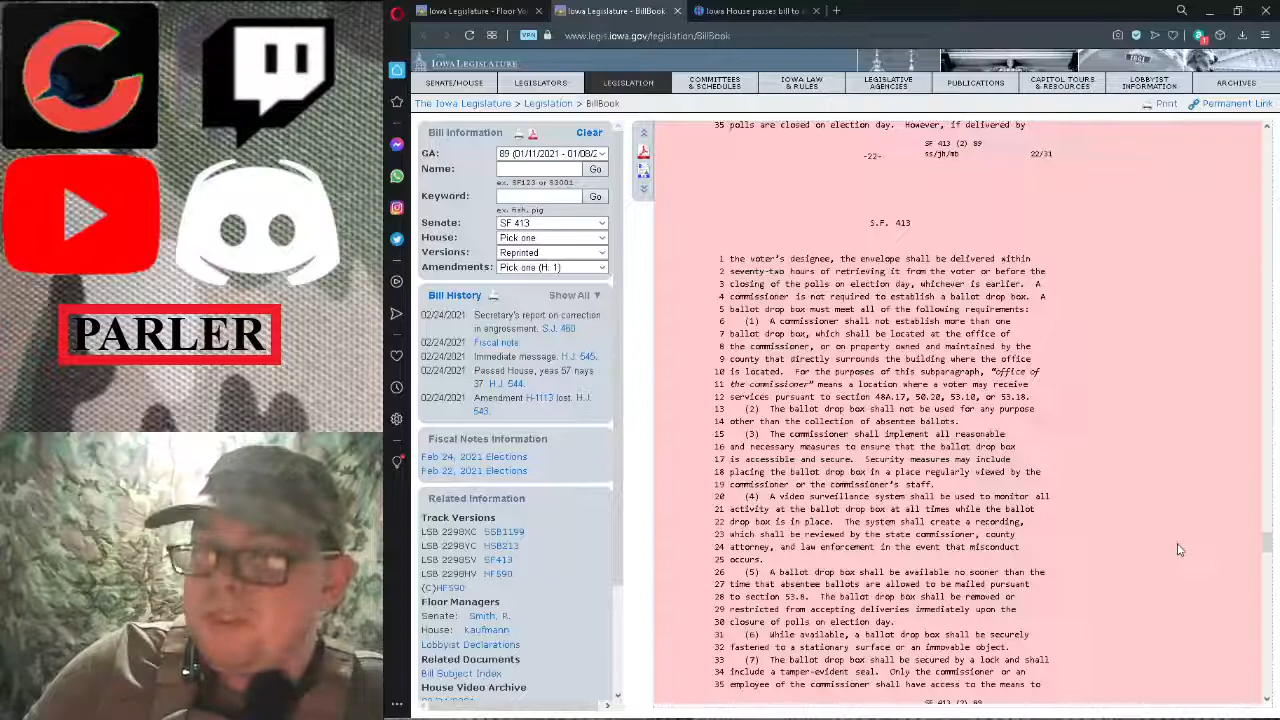 Iowa Legislature - Floor Vo
Iowa Legislature - BillBook
Iowa House passes bill to
VPN
www.legis.iowa.gov/legislation/BillBook
IOWA LEGISLATURE
SENATE/HOUSE
LEGISLATORS
LEGISLATION
COMMITTEES & SCHEDULES
IOWA LAW & RULES
LEGISLATIVE AGENCIES
PUBLICATIONS
CAPITOL TOURS & RESOURCES
LOBBYIST INFORMATION
ARCHIVES
The Iowa Legislature > Legislation > BillBook
Print
Permanent Link
Bill Information
Clear
GA:
89 (01/11/2021 - 01/08/2
Name:
Go
Keyword:
Go
Senate:
SF 413
House:
Pick one
Versions:
Reprinted
Amendments:
Pick one (H: 1)
Bill History
Show All ▼
02/24/2021 Secretary's report on correction in engrossment. S.J. 460
02/24/2021 Fiscal note
02/24/2021 Immediate message. H.J. 545.
02/24/2021 Passed House, yeas 57 nays 37. H.J. 544.
02/24/2021 Amendment H-1113 lost. H.J. 543.
Fiscal Notes Information
Feb 24, 2021 Elections
Feb 22, 2021 Elections
Related Information
Track Versions
LSB 2298XC SSB1199
LSB 2298YC HSB213
LSB 2298SV SF413
LSB 2298HV HF590
(C)HF590
Floor Managers
Senate: Smith, R.
House: Kaufmann
Lobbyist Declarations
Related Documents
Bill Subject Index
House Video Archive
PARLER
35 polls are closed on election day. However, if delivered by
SF 413 (2) 89
-22- ss/jh/mb 22/31
S.F. 413
1 the voter's designee, the envelope shall be delivered within
2 seventy-two hours of retrieving it from the voter or before the
3 closing of the polls on election day, whichever is earlier. A
4 commissioner is not required to establish a ballot drop box. A
5 ballot drop box must meet all of the following requirements:
6 (1) A commissioner shall not establish more than one
7 ballot drop box, which shall be located at the office of
8 the commissioner, or on property owned and maintained by the
9 county that directly surrounds the building where the office
10 is located. For the purposes of this subparagraph, "office of
11 the commissioner" means a location where a voter may receive
12 services pursuant to section 48A.17, 50.20, 53.10, or 53.18.
13 (2) The ballot drop box shall not be used for any purpose
14 other than the collection of absentee ballots.
15 (3) The commissioner shall implement all reasonable
16 and necessary measures to ensure that the ballot drop box
17 is accessible and secure. Security measures may include
18 placing the ballot drop box in a place regularly viewed by the
19 commissioner or the commissioner's staff.
20 (4) A video surveillance system shall be used to monitor all
21 activity at the ballot drop box at all times while the ballot
22 drop box is in place. The system shall create a recording,
23 which shall be reviewed by the state commissioner, county
24 attorney, and law enforcement in the event that misconduct
25 occurs.
26 (5) A ballot drop box shall be available no sooner than the
27 time that absentee ballots are allowed to be mailed pursuant
28 to section 53.8. The ballot drop box shall be removed or
29 restricted from accepting deliveries immediately upon the
30 closure of polls on election day.
31 (6) While available, a ballot drop box shall be securely
32 fastened to a stationary surface or an immovable object.
33 (7) The ballot drop box shall be secured by a lock and shall
34 include a tamper-evident seal. Only the commissioner or an
35 employee of the commissioner shall have access to the means to
SF 413 (2) 89